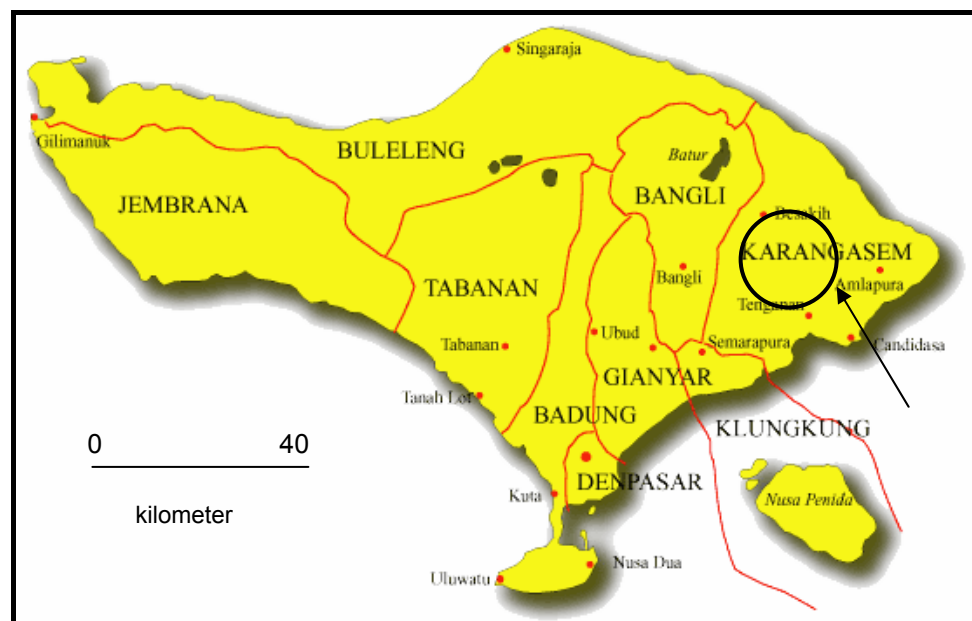 Singaraja
Gilimanuk
BULELENG
Batur
JEMBRANA
BANGLI
Besakih
KARANGASEM
Bangli
Amlapura
TABANAN
Tenganan
Ubud
Semarapura
Candidasa
Tabanan
GIANYAR
Tanah Lot
BADUNG
KLUNGKUNG
0 40
DENPASAR
Kuta
Nusa Penida
kilometer
Nusa Dua
Uluwatu